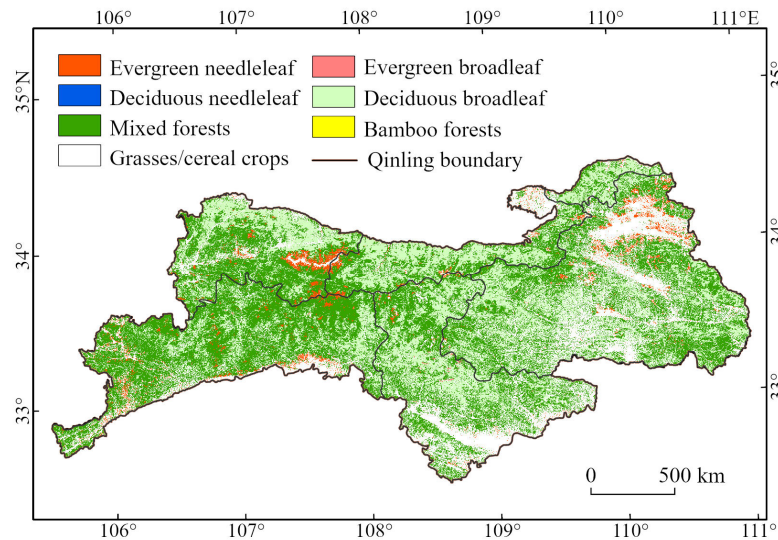 106° 107° 108° 109° 110° 111°E
Evergreen needleleaf Evergreen broadleaf
Deciduous needleleaf Deciduous broadleaf
Mixed forests Bamboo forests
Grasses/cereal crops Qinling boundary
35°N 35°
34° 34°
33° 33°
0 500 km
106° 107° 108° 109° 110° 111°